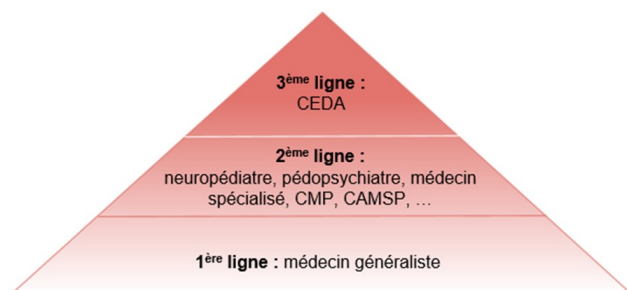 3ème ligne :
CEDA
2ème ligne :
neuropédiatre, pédopsychiatre, médecin
spécialisé, CMP, CAMSP, ...
1ère ligne : médecin généraliste